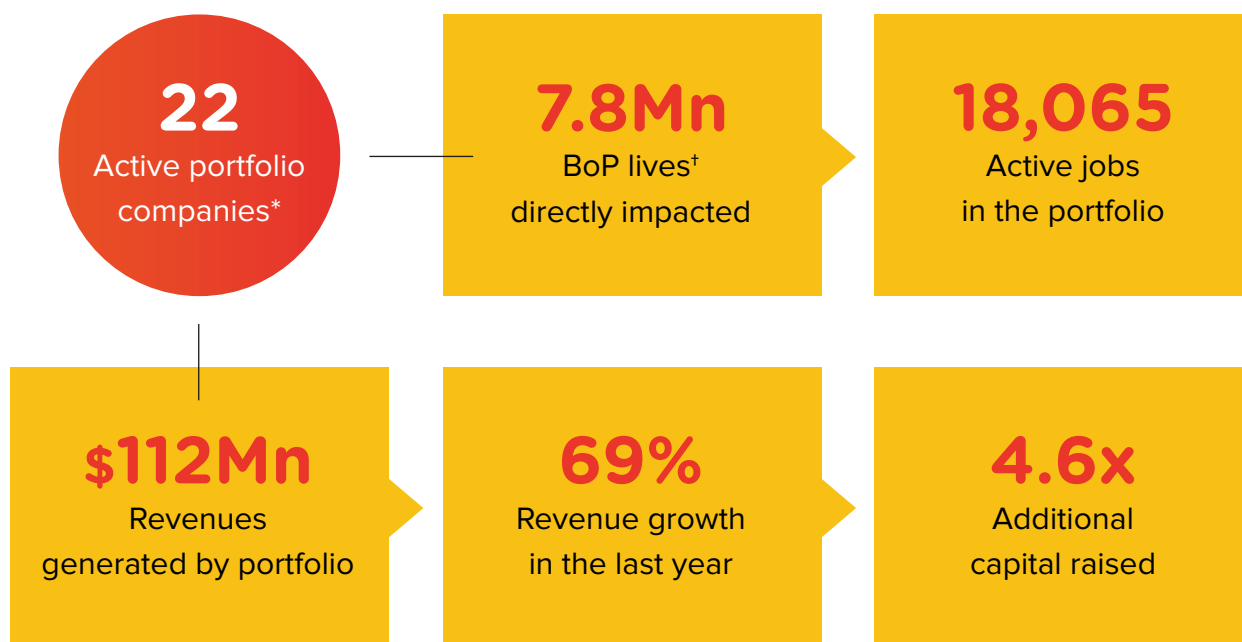 22
Active portfolio
companies*
7.8Mn
BoP lives†
directly impacted
18,065
Active jobs
in the portfolio
$112Mn
Revenues
generated by portfolio
69%
Revenue growth
in the last year
4.6x
Additional
capital raised